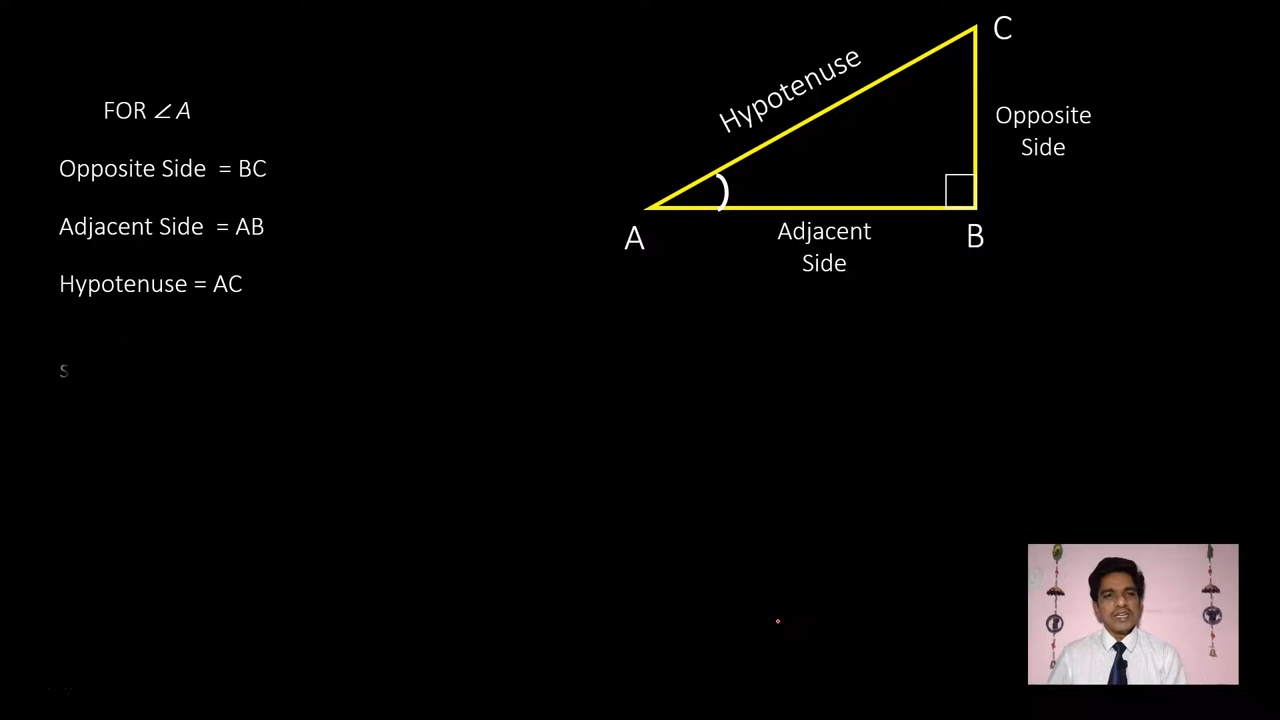 FOR ∠A
Opposite Side = BC
Adjacent Side = AB
Hypotenuse = AC
s
C
Hypotenuse
Opposite
Side
A
B
Adjacent
Side